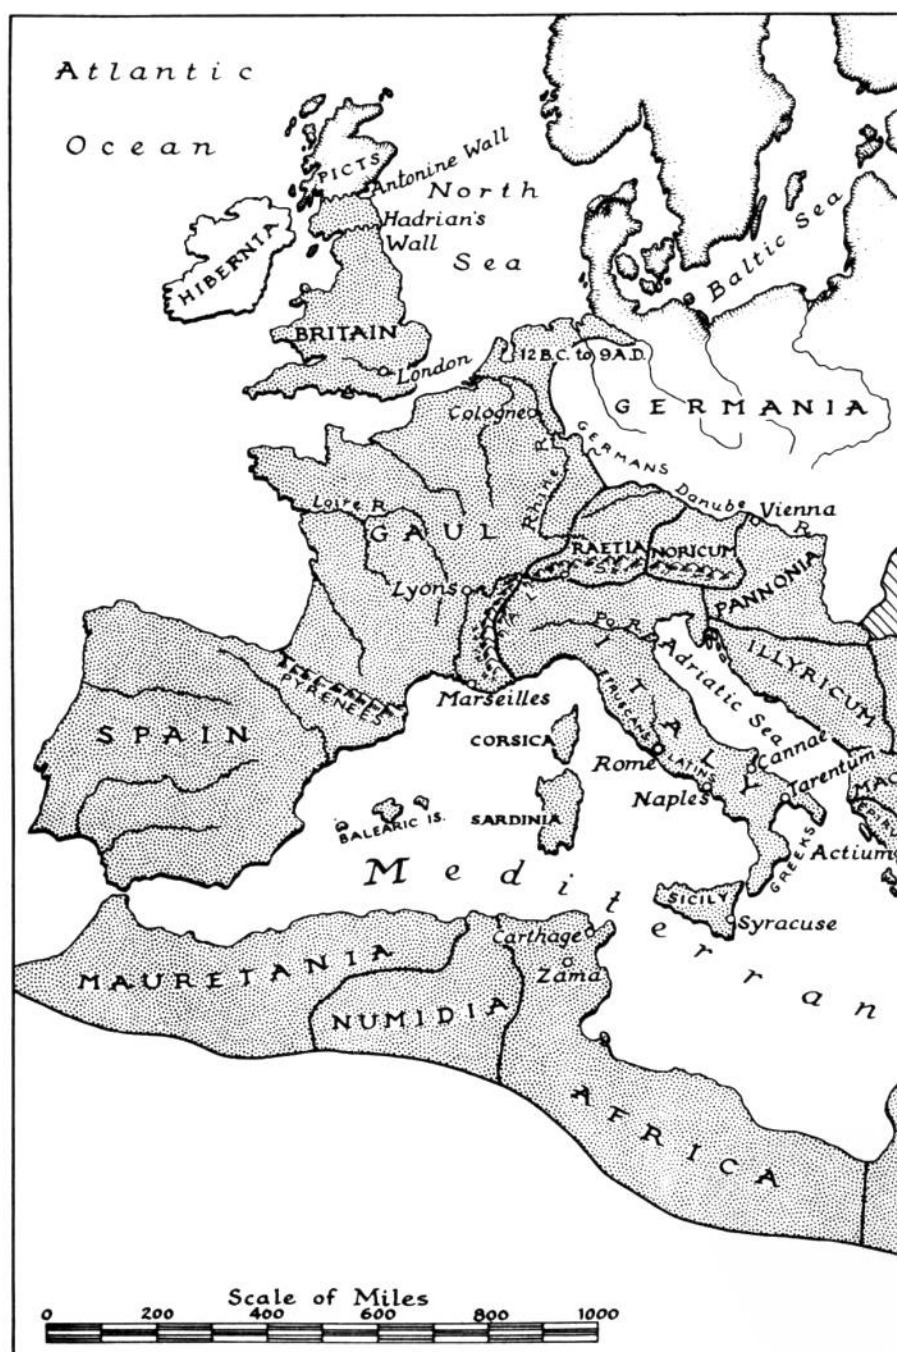 Atlantic
Ocean
PICTS
Antonine Wall
North
Sea
Hadrian's
Wall
HIBERNIA
BRITAIN
London
Baltic Sea
12 B.C. to 9 A.D.
GERMANIA
Cologne
GERMANS
Rhine R.
Danube R.
Vienna
Loire R.
GAUL
RAETIA
NORICUM
PANNONIA
Lyons
ALPS
Po R.
ILLYRICUM
Adriatic Sea
PYRENEES
Marseilles
ITALY
ETRUSCANS
SPAIN
CORSICA
Rome
LATINS
Cannae
Tarentum
MAC
EPIRU
Naples
BALEARIC IS.
SARDINIA
GREEKS
Actium
Mediterran
SICILY
Syracuse
Carthage
Zama
MAURETANIA
NUMIDIA
AFRICA
Scale of Miles
0 200 400 600 800 1000